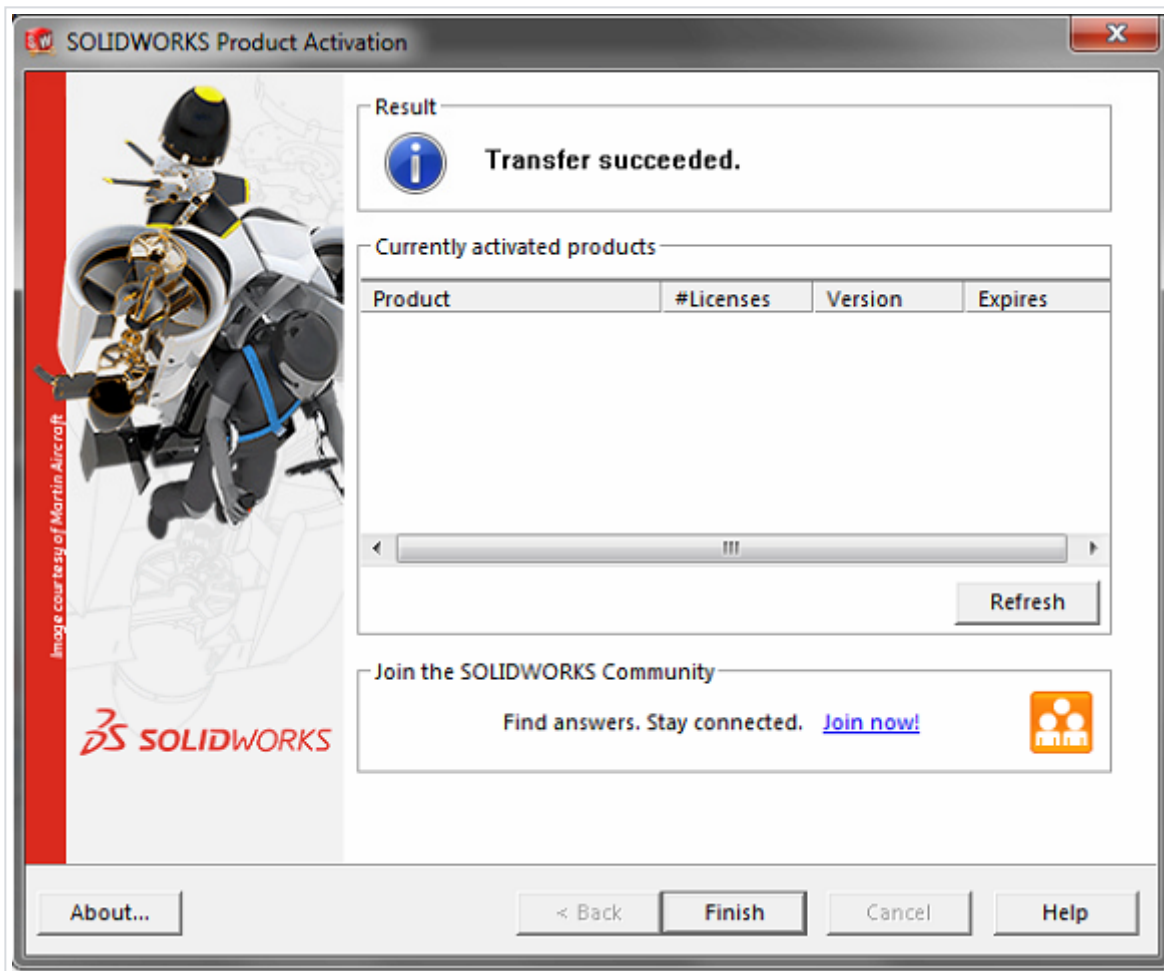 SOLIDWORKS Product Activation
Result
Transfer succeeded.
Currently activated products
Product #Licenses Version Expires
Refresh
Join the SOLIDWORKS Community
Find answers. Stay connected. Join now!
Image courtesy of Martin Aircraft
SOLIDWORKS
About... < Back Finish Cancel Help